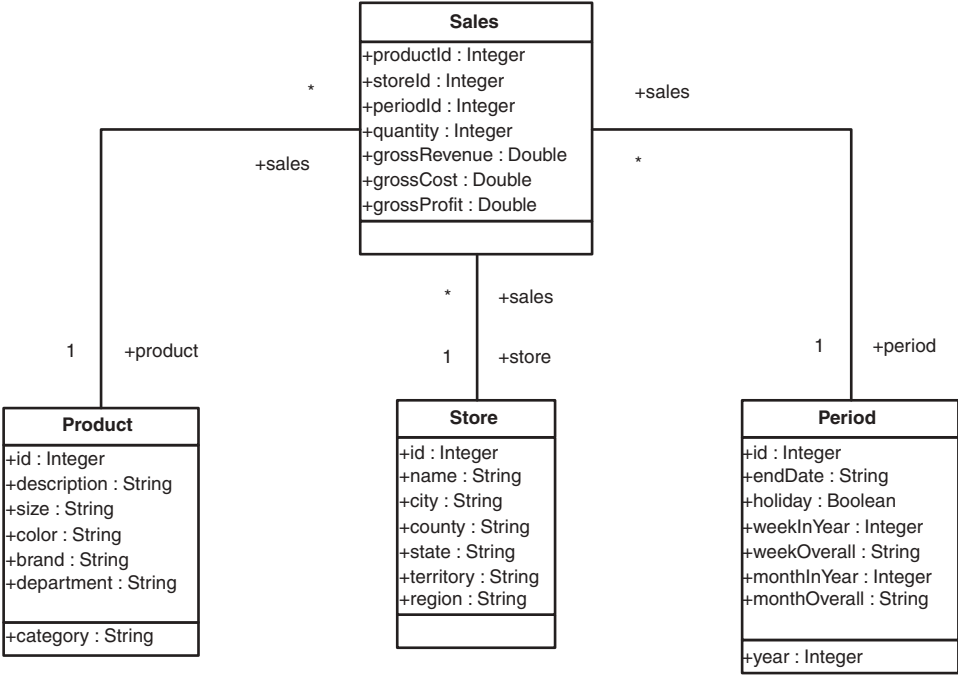 Sales
+productId : Integer
+storeId : Integer
+periodId : Integer
+quantity : Integer
+grossRevenue : Double
+grossCost : Double
+grossProfit : Double
*
+sales
+sales
*
*
+sales
1
+product
1
+store
1
+period
Product
+id : Integer
+description : String
+size : String
+color : String
+brand : String
+department : String
+category : String
Store
+id : Integer
+name : String
+city : String
+county : String
+state : String
+territory : String
+region : String
Period
+id : Integer
+endDate : String
+holiday : Boolean
+weekInYear : Integer
+weekOverall : String
+monthInYear : Integer
+monthOverall : String
+year : Integer